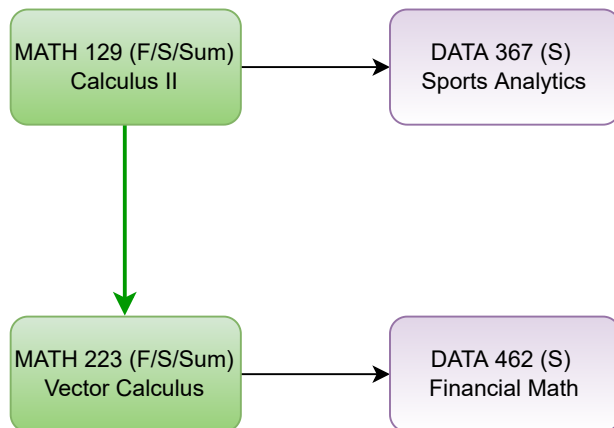 MATH 129 (F/S/Sum)
Calculus II
DATA 367 (S)
Sports Analytics
MATH 223 (F/S/Sum)
Vector Calculus
DATA 462 (S)
Financial Math